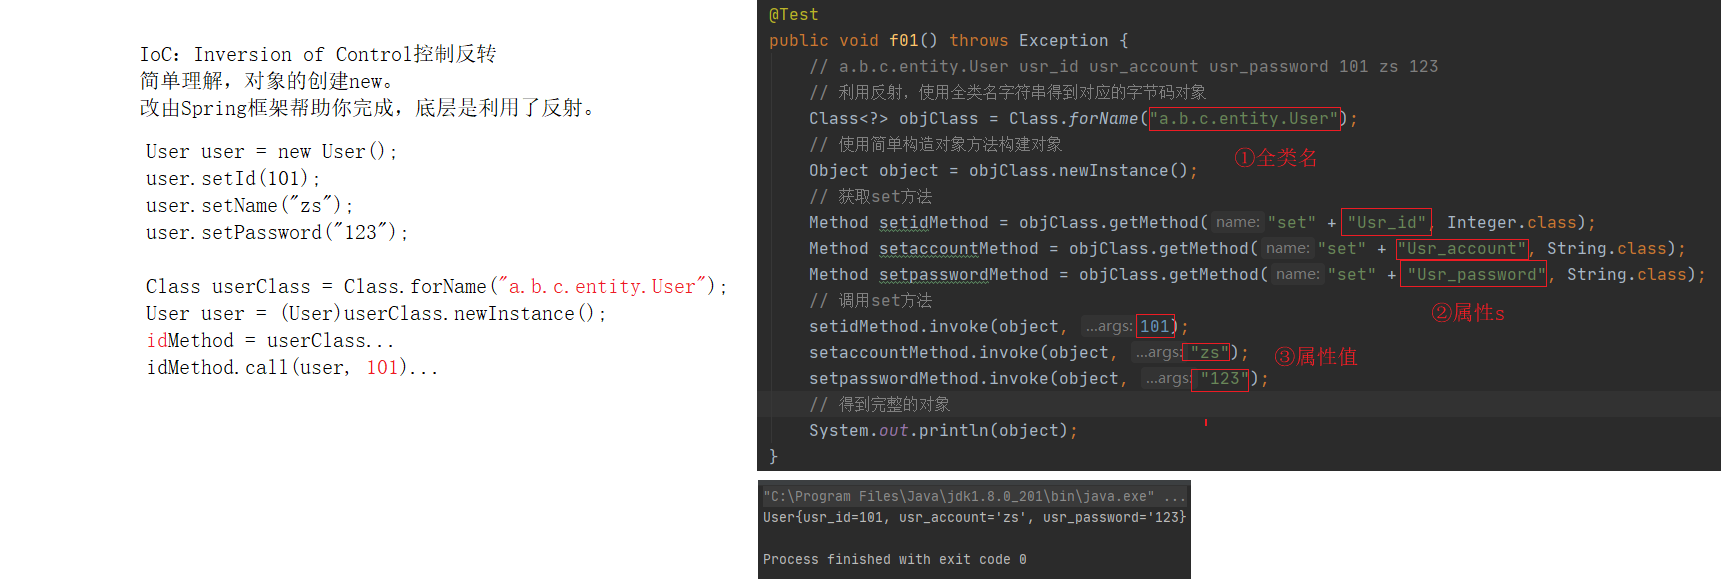 IoC：Inversion of Control控制反转
简单理解，对象的创建new。
改由Spring框架帮助你完成，底层是利用了反射。
User user = new User();
user.setId(101);
user.setName("zs");
user.setPassword("123");
Class userClass = Class.forName("a.b.c.entity.User");
User user = (User)userClass.newInstance();
idMethod = userClass...
idMethod.call(user, 101)...
@Test
public void f01() throws Exception {
// a.b.c.entity.User usr_id usr_account usr_password 101 zs 123
// 利用反射，使用全类名字符串得到对应的字节码对象
Class<?> objClass = Class.forName("a.b.c.entity.User");
// 使用简单构造对象方法构建对象
①全类名
Object object = objClass.newInstance();
// 获取set方法
Method setidMethod = objClass.getMethod( name: "set" + "Usr_id", Integer.class);
Method setaccountMethod = objClass.getMethod( name: "set" + "Usr_account", String.class);
Method setpasswordMethod = objClass.getMethod( name: "set" + "Usr_password", String.class);
// 调用set方法
②属性s
setidMethod.invoke(object, ...args: 101);
setaccountMethod.invoke(object, ...args: "zs");
③属性值
setpasswordMethod.invoke(object, ...args: "123");
// 得到完整的对象
System.out.println(object);
}
"C:\Program Files\Java\jdk1.8.0_201\bin\java.exe" ...
User{usr_id=101, usr_account='zs', usr_password='123}
Process finished with exit code 0